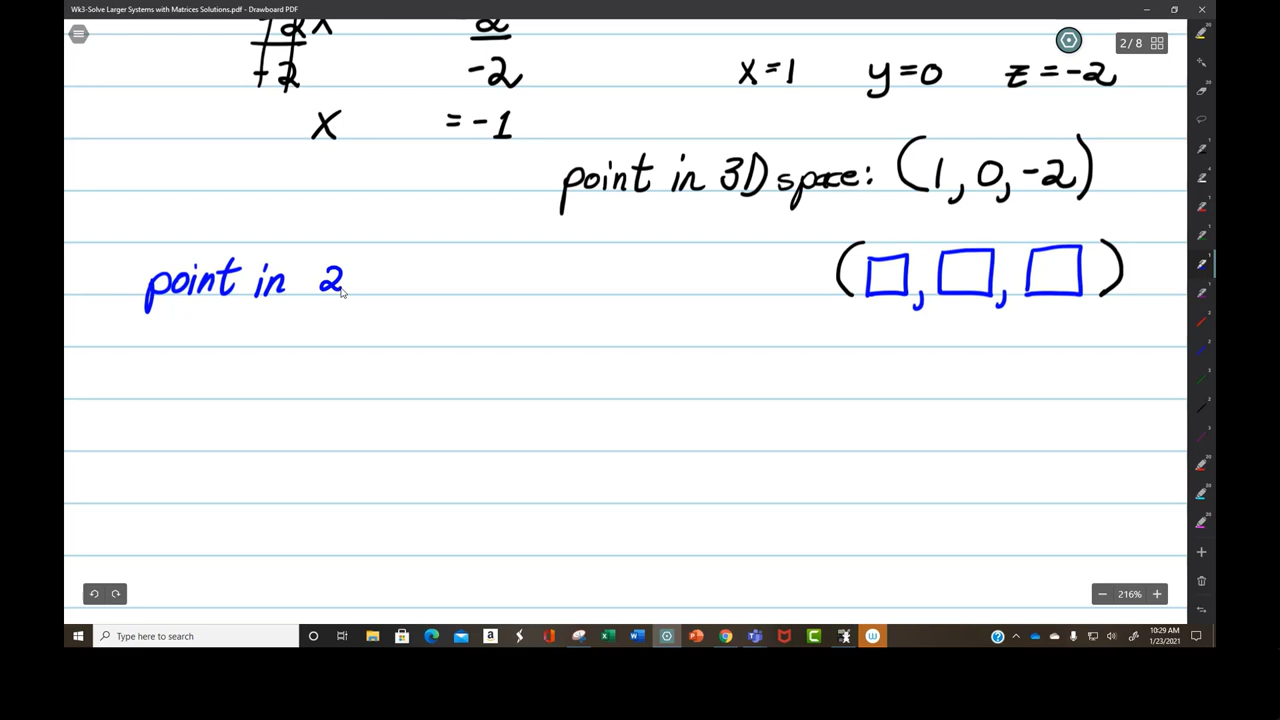 Wk3-Solve Larger Systems with Matrices Solutions.pdf - Drawboard PDF
2 / 8
-2
-2
x=1 y=0 z=-2
x = -1
point in 3D space: (1, 0, -2)
( , , )
point in 2
216%
Type here to search
10:29 AM
1/23/2021